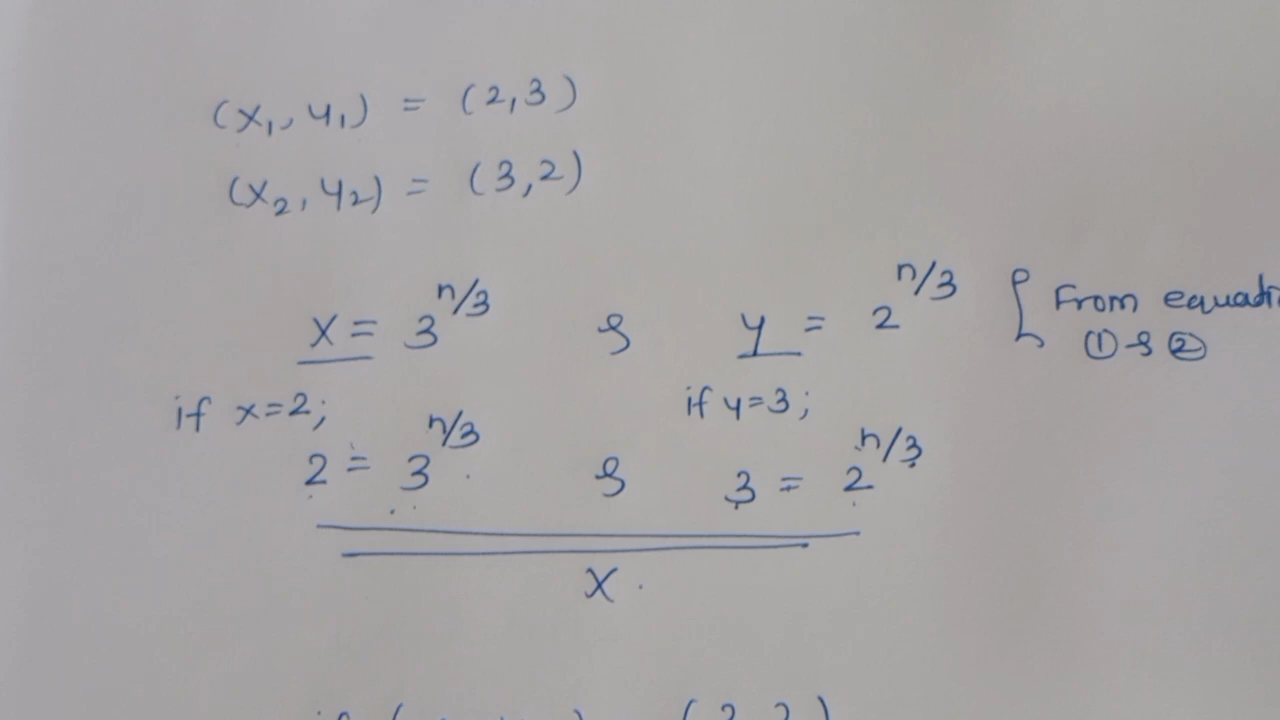 (x₁, y₁) = (2,3)
(x₂, y₂) = (3,2)
x = 3^{n/3} & y = 2^{n/3} { From equati
① & ②
if x=2; if y=3;
2 = 3^{n/3} & 3 = 2^{n/3}
X.
if